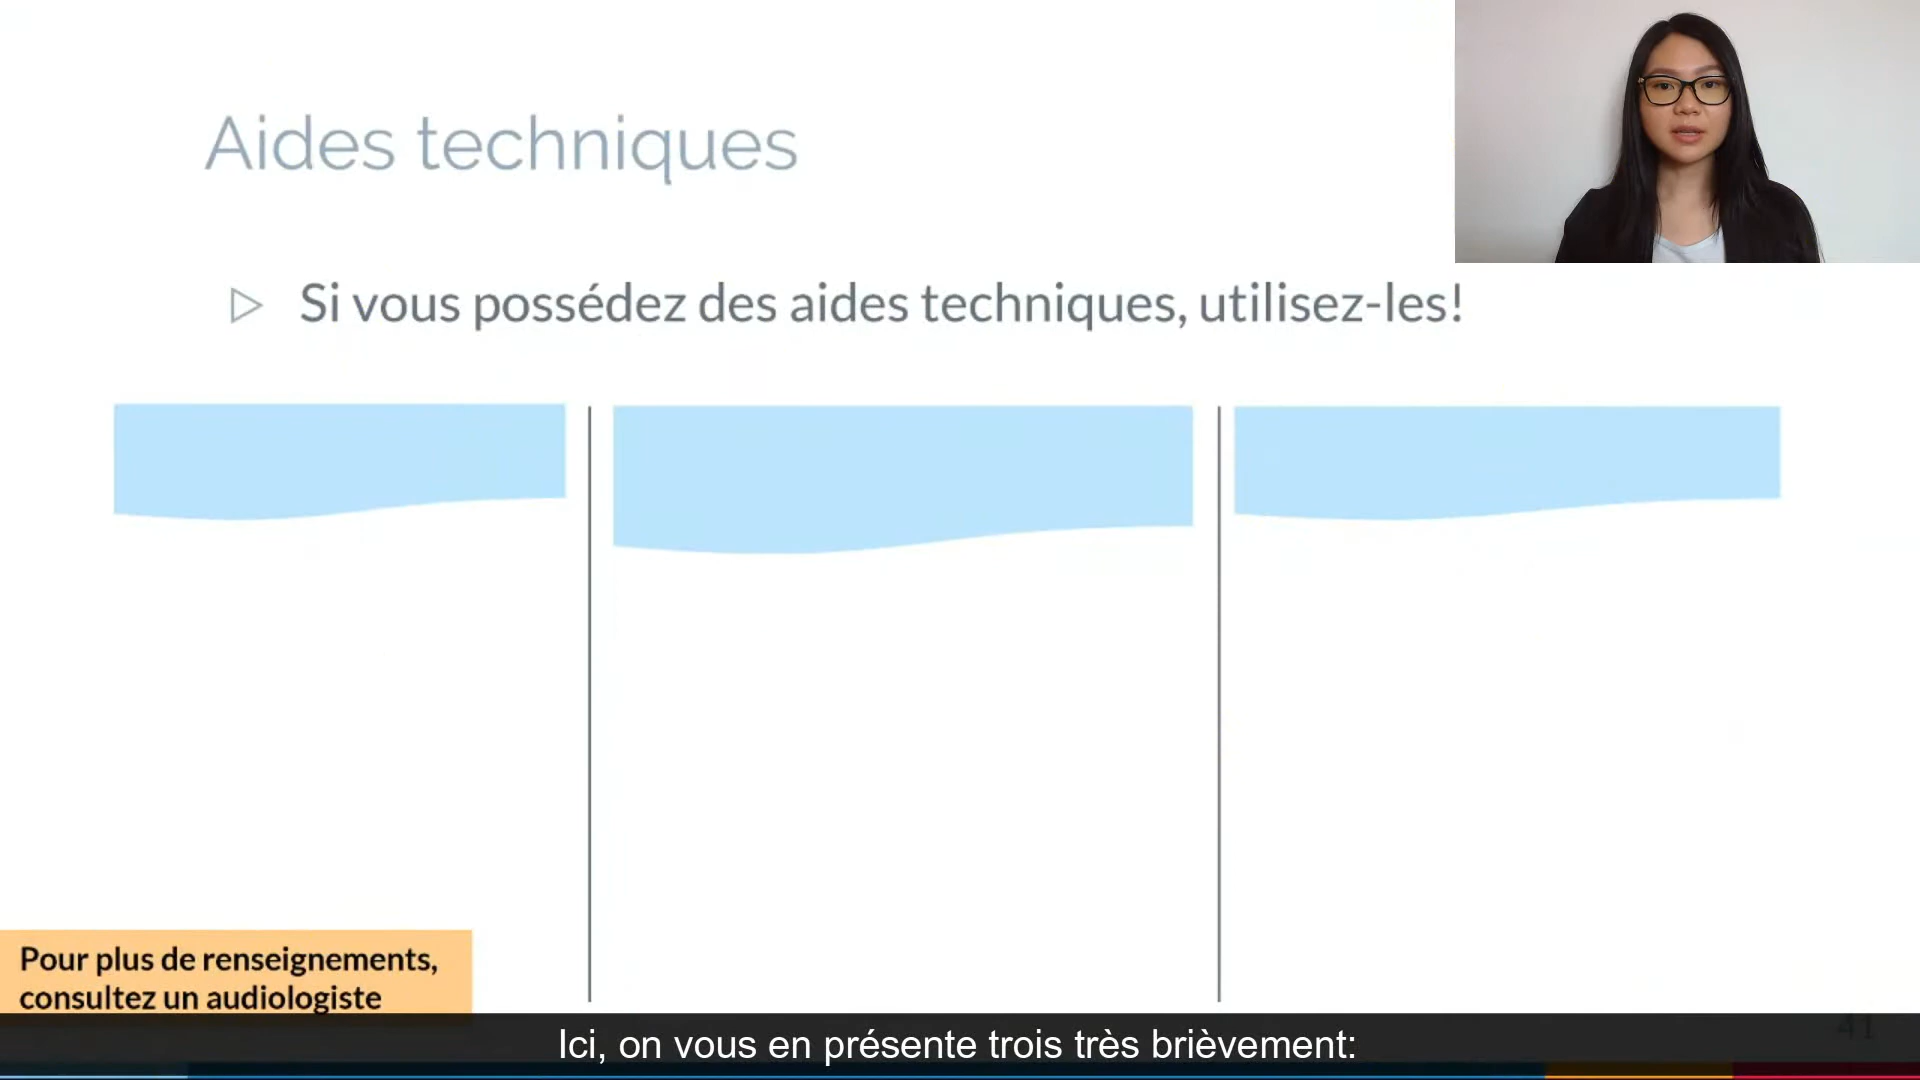 Aides techniques
Si vous possédez des aides techniques, utilisez-les!
Pour plus de renseignements,
consultez un audiologiste
Ici, on vous en présente trois très brièvement:
41